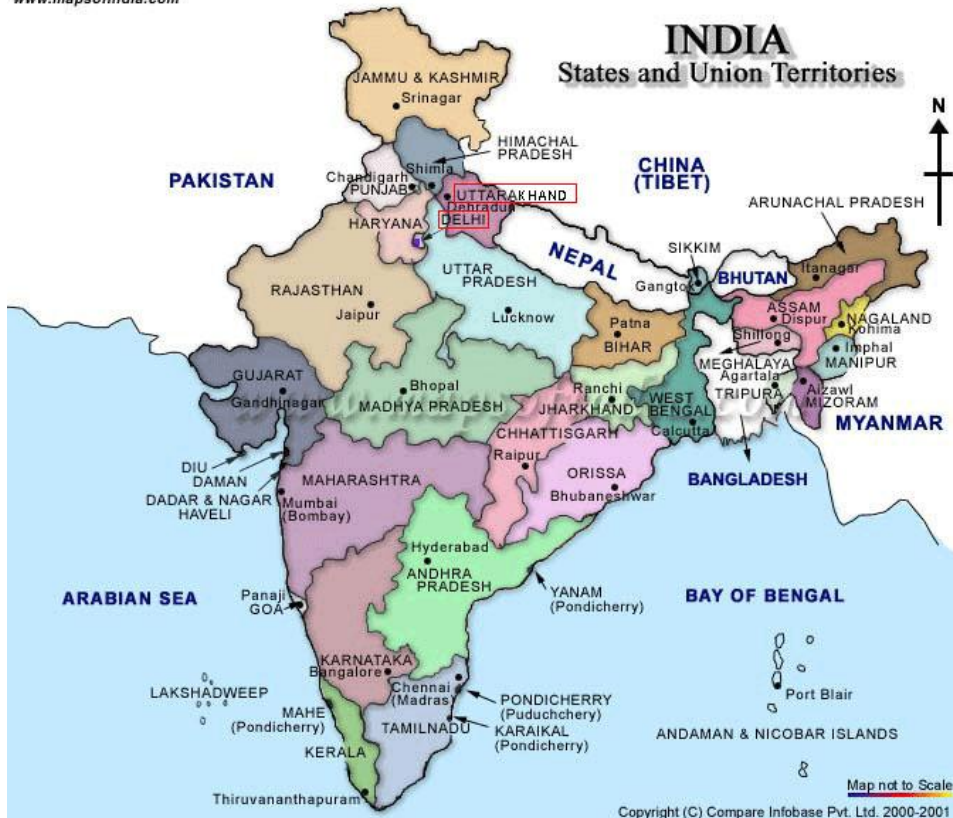 www.mapsofindia.com
INDIA
States and Union Territories
JAMMU & KASHMIR
Srinagar
N
HIMACHAL
PRADESH
PAKISTAN
CHINA
(TIBET)
Shimla
Chandigarh
PUNJAB
UTTARAKHAND
Dehradun
ARUNACHAL PRADESH
HARYANA
DELHI
SIKKIM
NEPAL
BHUTAN
Itanagar
UTTAR
PRADESH
Gangtok
RAJASTHAN
Jaipur
Lucknow
Patna
BIHAR
ASSAM
Dispur
NAGALAND
Kohima
Shillong
Imphal
MEGHALAYA
MANIPUR
GUJARAT
Gandhinagar
Bhopal
MADHYA PRADESH
Ranchi
JHARKHAND
WEST
BENGAL
Calcutta
Agartala
TRIPURA
Aizawl
MIZORAM
CHHATTISGARH
Raipur
MYANMAR
DIU
DAMAN
DADAR & NAGAR
HAVELI
MAHARASHTRA
Mumbai
(Bombay)
ORISSA
Bhubaneshwar
BANGLADESH
Hyderabad
ANDHRA
PRADESH
ARABIAN SEA
Panaji
GOA
YANAM
(Pondicherry)
BAY OF BENGAL
KARNATAKA
Bangalore
LAKSHADWEEP
Chennai
(Madras)
PONDICHERRY
(Puduchchery)
Port Blair
MAHE
(Pondicherry)
TAMILNADU
KARAIKAL
(Pondicherry)
ANDAMAN & NICOBAR ISLANDS
KERALA
Thiruvananthapuram
Map not to Scale
Copyright (C) Compare Infobase Pvt. Ltd. 2000-2001